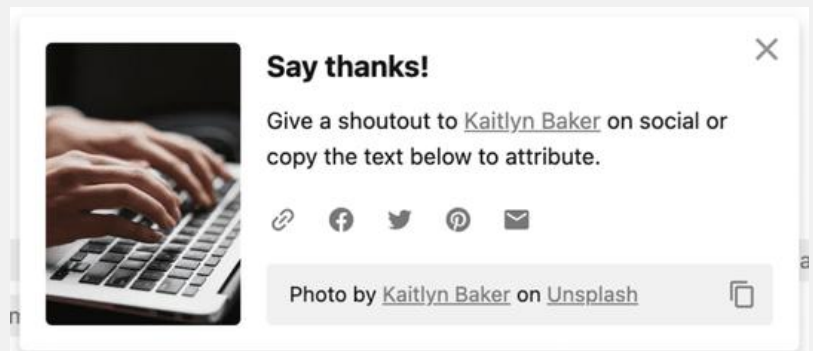 Say thanks!
Give a shoutout to Kaitlyn Baker on social or
copy the text below to attribute.
Photo by Kaitlyn Baker on Unsplash